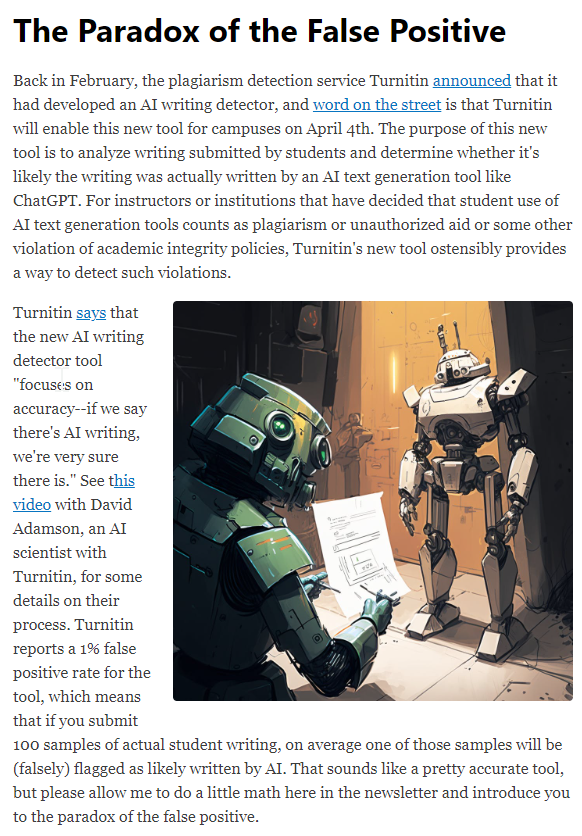 The Paradox of the False Positive
Back in February, the plagiarism detection service Turnitin announced that it
had developed an AI writing detector, and word on the street is that Turnitin
will enable this new tool for campuses on April 4th. The purpose of this new
tool is to analyze writing submitted by students and determine whether it's
likely the writing was actually written by an AI text generation tool like
ChatGPT. For instructors or institutions that have decided that student use of
AI text generation tools counts as plagiarism or unauthorized aid or some other
violation of academic integrity policies, Turnitin's new tool ostensibly provides
a way to detect such violations.
Turnitin says that
the new AI writing
detector tool
"focuses on
accuracy--if we say
there's AI writing,
we're very sure
there is." See this
video with David
Adamson, an AI
scientist with
Turnitin, for some
details on their
process. Turnitin
reports a 1% false
positive rate for the
tool, which means
that if you submit
100 samples of actual student writing, on average one of those samples will be
(falsely) flagged as likely written by AI. That sounds like a pretty accurate tool,
but please allow me to do a little math here in the newsletter and introduce you
to the paradox of the false positive.